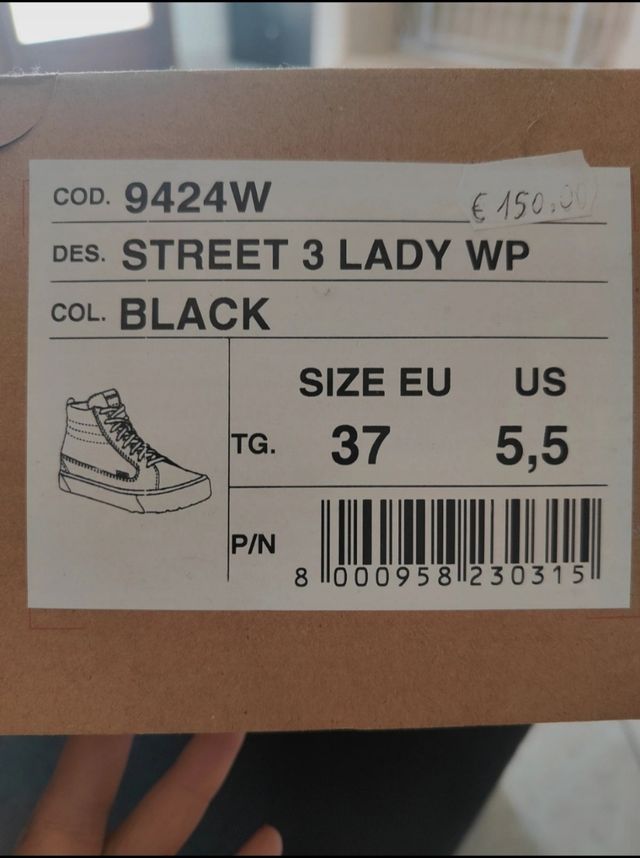 COD. 9424W
€ 150.00
DES. STREET 3 LADY WP
COL. BLACK
SIZE EU US
TG. 37 5,5
P/N
8 000958 230315